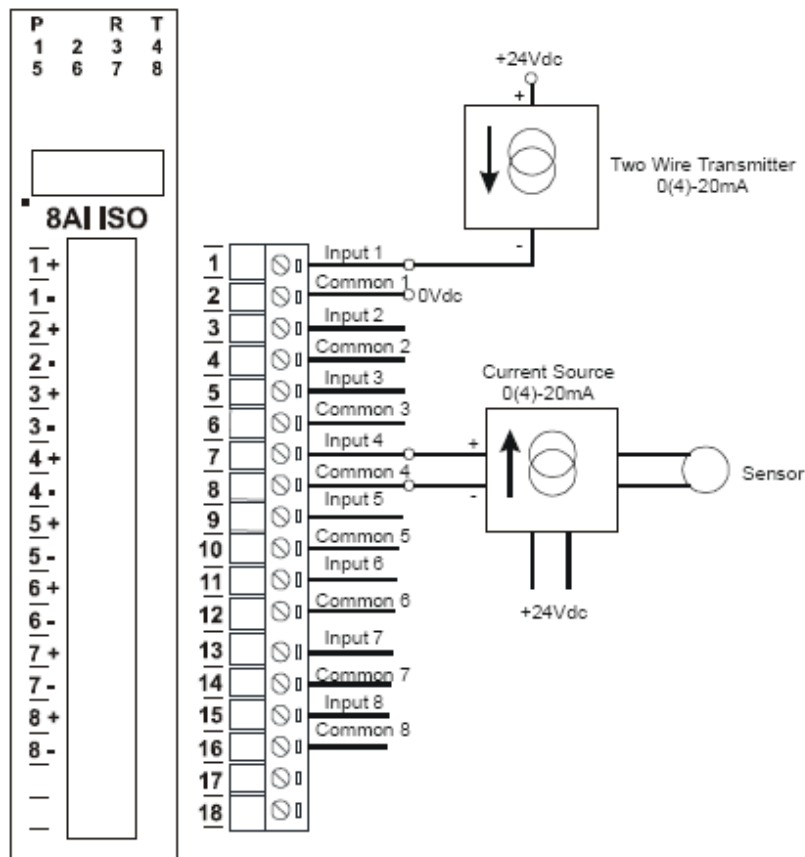 P R T
1 2 3 4
5 6 7 8
8AI ISO
1 +
1 -
2 +
2 -
3 +
3 -
4 +
4 -
5 +
5 -
6 +
6 -
7 +
7 -
8 +
8 -
1 Input 1
2 Common 1 0Vdc
3 Input 2
4 Common 2
5 Input 3
6 Common 3
7 Input 4
8 Common 4
9 Input 5
10 Common 5
11 Input 6
12 Common 6
13 Input 7
14 Common 7
15 Input 8
16 Common 8
17
18
+24Vdc
+
-
Two Wire Transmitter
0(4)-20mA
Current Source
0(4)-20mA
+
-
Sensor
+24Vdc